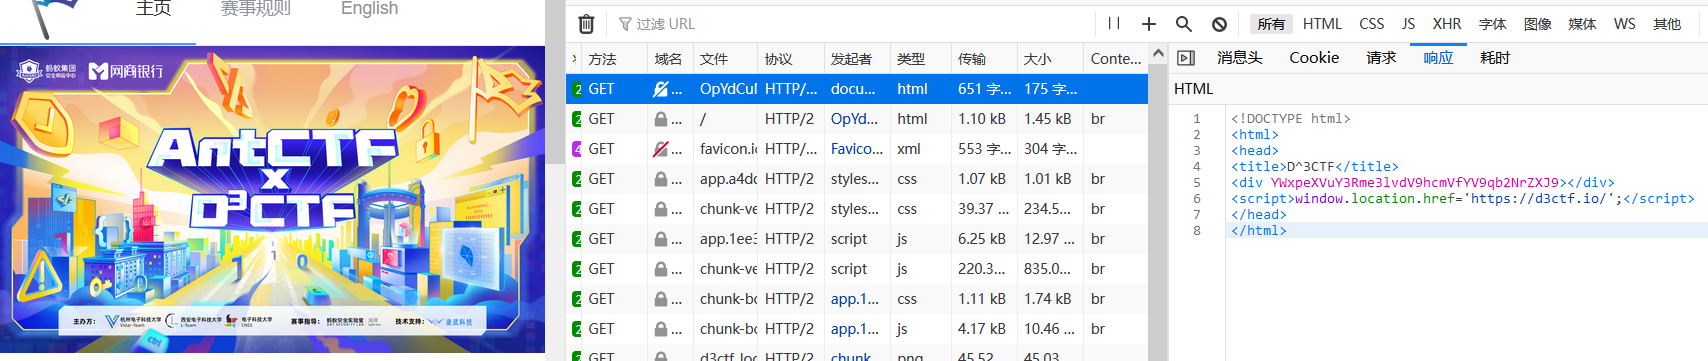 主页 赛事规则 English
蚂蚁集团 网商银行
安全响应中心
AntCTF
x
D³CTF
主办方： 杭州电子科技大学 西安电子科技大学 电子科技大学 赛事指导： 蚂蚁安全实验室 技术支持： 凌武科技
Vidar-Team L-Team CNSS ANT SECURITY LAB
ctrl
过滤 URL
所有 HTML CSS JS XHR 字体 图像 媒体 WS 其他
方法 域名 文件 协议 发起者 类型 传输 大小 Conte...
2 GET ... OpYdCul HTTP/... docu... html 651 字... 175 字...
2 GET ... / HTTP/2 OpYd... html 1.10 kB 1.45 kB br
4 GET ... favicon.ic HTTP/... Favico... xml 553 字... 304 字...
2 GET ... app.a4dc HTTP/2 styles... css 1.07 kB 1.01 kB br
2 GET ... chunk-ve HTTP/2 styles... css 39.37 ... 234.5... br
2 GET ... app.1ee3 HTTP/2 script js 6.25 kB 12.97 ... br
2 GET ... chunk-ve HTTP/2 script js 220.3... 835.0... br
2 GET ... chunk-bc HTTP/2 app.1... css 1.11 kB 1.74 kB br
2 GET ... chunk-bc HTTP/2 app.1... js 4.17 kB 10.46 ... br
GET d3ctf_loc HTTP/2 chunk png 45.52 45.03
消息头 Cookie 请求 响应 耗时
HTML
1 <!DOCTYPE html>
2 <html>
3 <head>
4 <title>D^3CTF</title>
5 <div YWxpeXVuY3Rme3lvdV9hcmVfYV9qb2NrZXJ9></div>
6 <script>window.location.href='https://d3ctf.io/';</script>
7 </head>
8 </html>